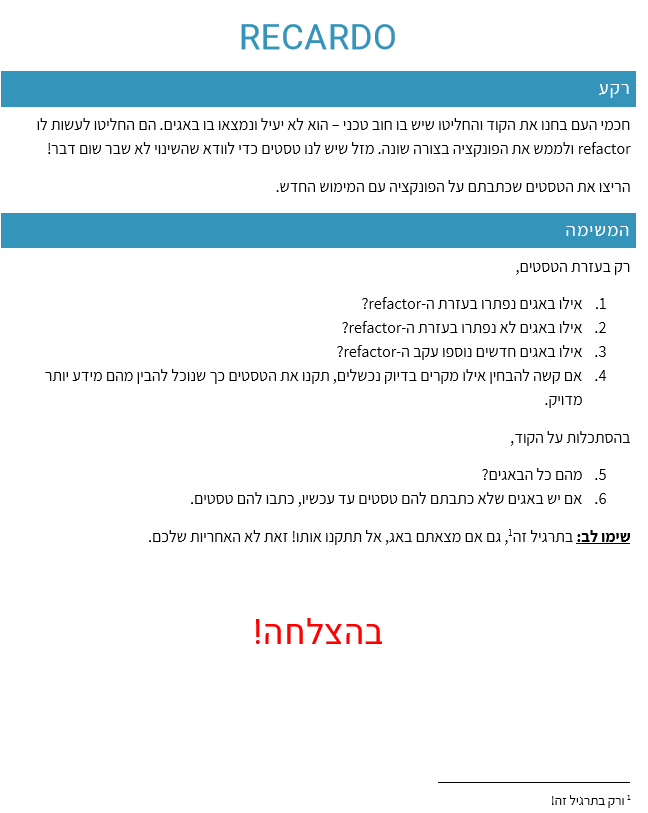 RECARDO
רקע
חכמי העם בחנו את הקוד והחליטו שיש בו חוב טכני – הוא לא יעיל ונמצאו בו באגים. הם החליטו לעשות לו
refactor ולממש את הפונקציה בצורה שונה. מזל שיש לנו טסטים כדי לוודא שהשינוי לא שבר שום דבר!
הריצו את הטסטים שכתבתם על הפונקציה עם המימוש החדש.
המשימה
רק בעזרת הטסטים,
1. אילו באגים נפתרו בעזרת ה-refactor?
2. אילו באגים לא נפתרו בעזרת ה-refactor?
3. אילו באגים חדשים נוספו עקב ה-refactor?
4. אם קשה להבחין אילו מקרים בדיוק נכשלים, תקנו את הטסטים כך שנוכל להבין מהם מידע יותר
מדויק.
בהסתכלות על הקוד,
5. מהם כל הבאגים?
6. אם יש באגים שלא כתבתם להם טסטים עד עכשיו, כתבו להם טסטים.
שימו לב: בתרגיל זה¹, גם אם מצאתם באג, אל תתקנו אותו! זאת לא האחריות שלכם.
בהצלחה!
¹ ורק בתרגיל זה!